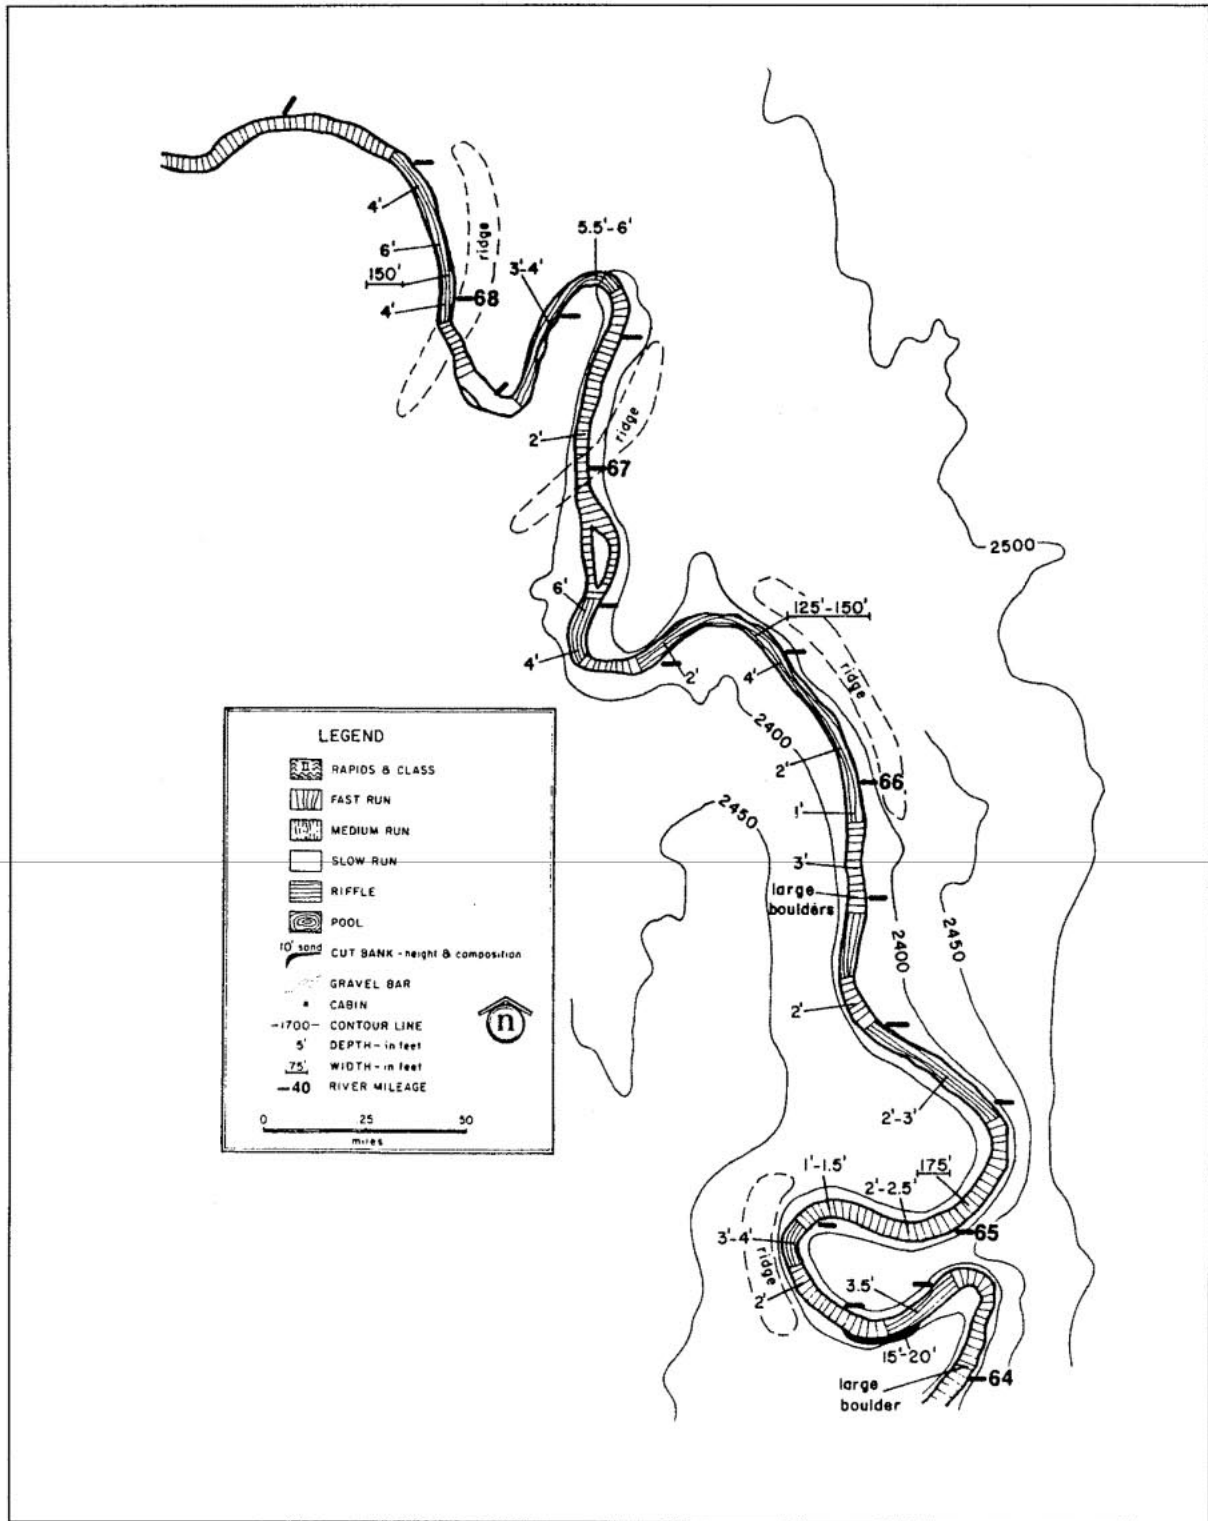 4'
6'
150'
4'
ridge
68
3'-4'
5.5'-6'
2'
ridge
67
2500
6'
4'
2'
125'-150'
4'
ridge
2400
2'
66
2450
1'
3'
large
boulders
2400
2450
2'
2'-3'
1'-1.5'
175'
2'-2.5'
65
3'-4'
ridge
2'
3.5'
15'-20'
64
large
boulder
LEGEND
II
RAPIDS & CLASS
FAST RUN
MEDIUM RUN
SLOW RUN
RIFFLE
POOL
10' sand CUT BANK - height & composition
GRAVEL BAR
CABIN
-1700- CONTOUR LINE
5' DEPTH - in feet
75' WIDTH - in feet
-40 RIVER MILEAGE
n
0 25 50
miles